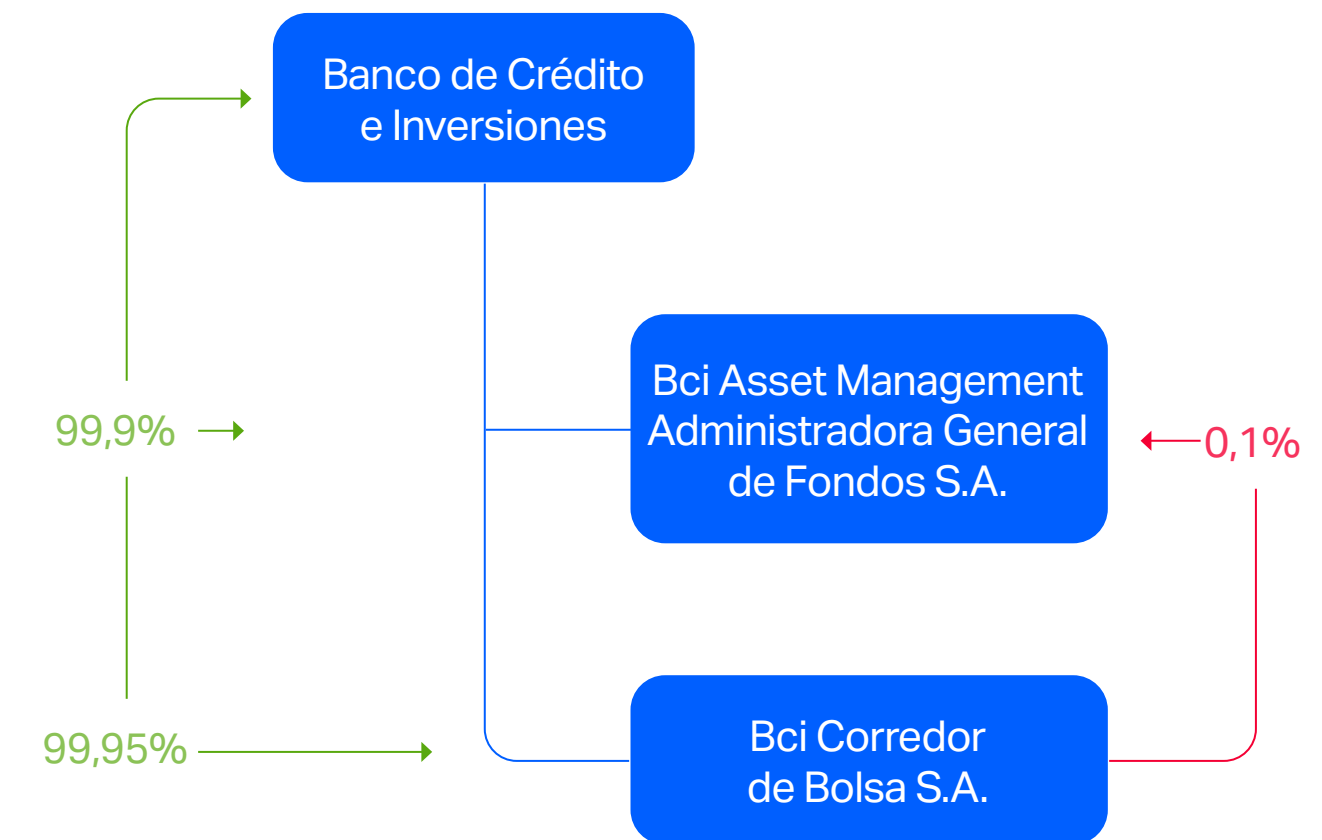 Banco de Crédito
e Inversiones
Bci Asset Management
Administradora General
de Fondos S.A.
99,9%
0,1%
99,95%
Bci Corredor
de Bolsa S.A.